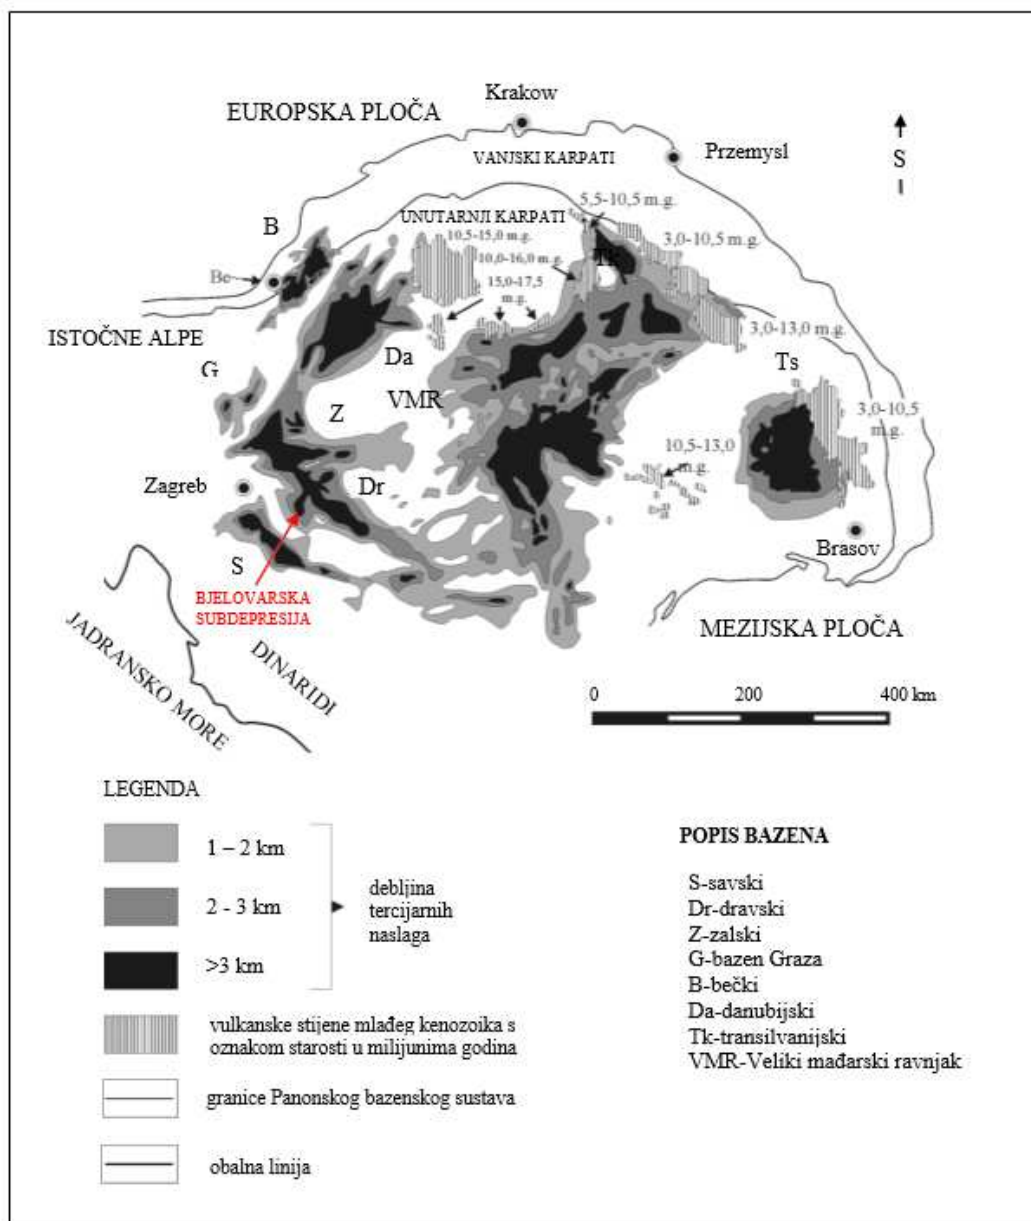 Krakow
EUROPSKA PLOČA
Przemysl
S
VANJSKI KARPATI
5,5-10,5 m.g.
B
UNUTARNJI KARPATI
10,5-15,0 m.g.
3,0-10,5 m.g.
10,0-16,0 m.g.
Tk
Be
15,0-17,5
m.g.
ISTOČNE ALPE
3,0-13,0 m.g.
Da
Ts
G
VMR
Z
3,0-10,5
m.g.
10,5-13,0
m.g.
Zagreb
Dr
Brasov
S
BJELOVARSKA
SUBDEPRESIJA
MEZIJSKA PLOČA
JADRANSKO MORE
DINARIDI
0 200 400 km
LEGENDA
1 – 2 km
2 - 3 km
>3 km
debljina
tercijarnih
naslaga
vulkanske stijene mlađeg kenozoika s
oznakom starosti u milijunima godina
granice Panonskog bazenskog sustava
obalna linija
POPIS BAZENA
S-savski
Dr-dravski
Z-zalski
G-bazen Graza
B-bečki
Da-danubijski
Tk-transilvanijski
VMR-Veliki mađarski ravnjak